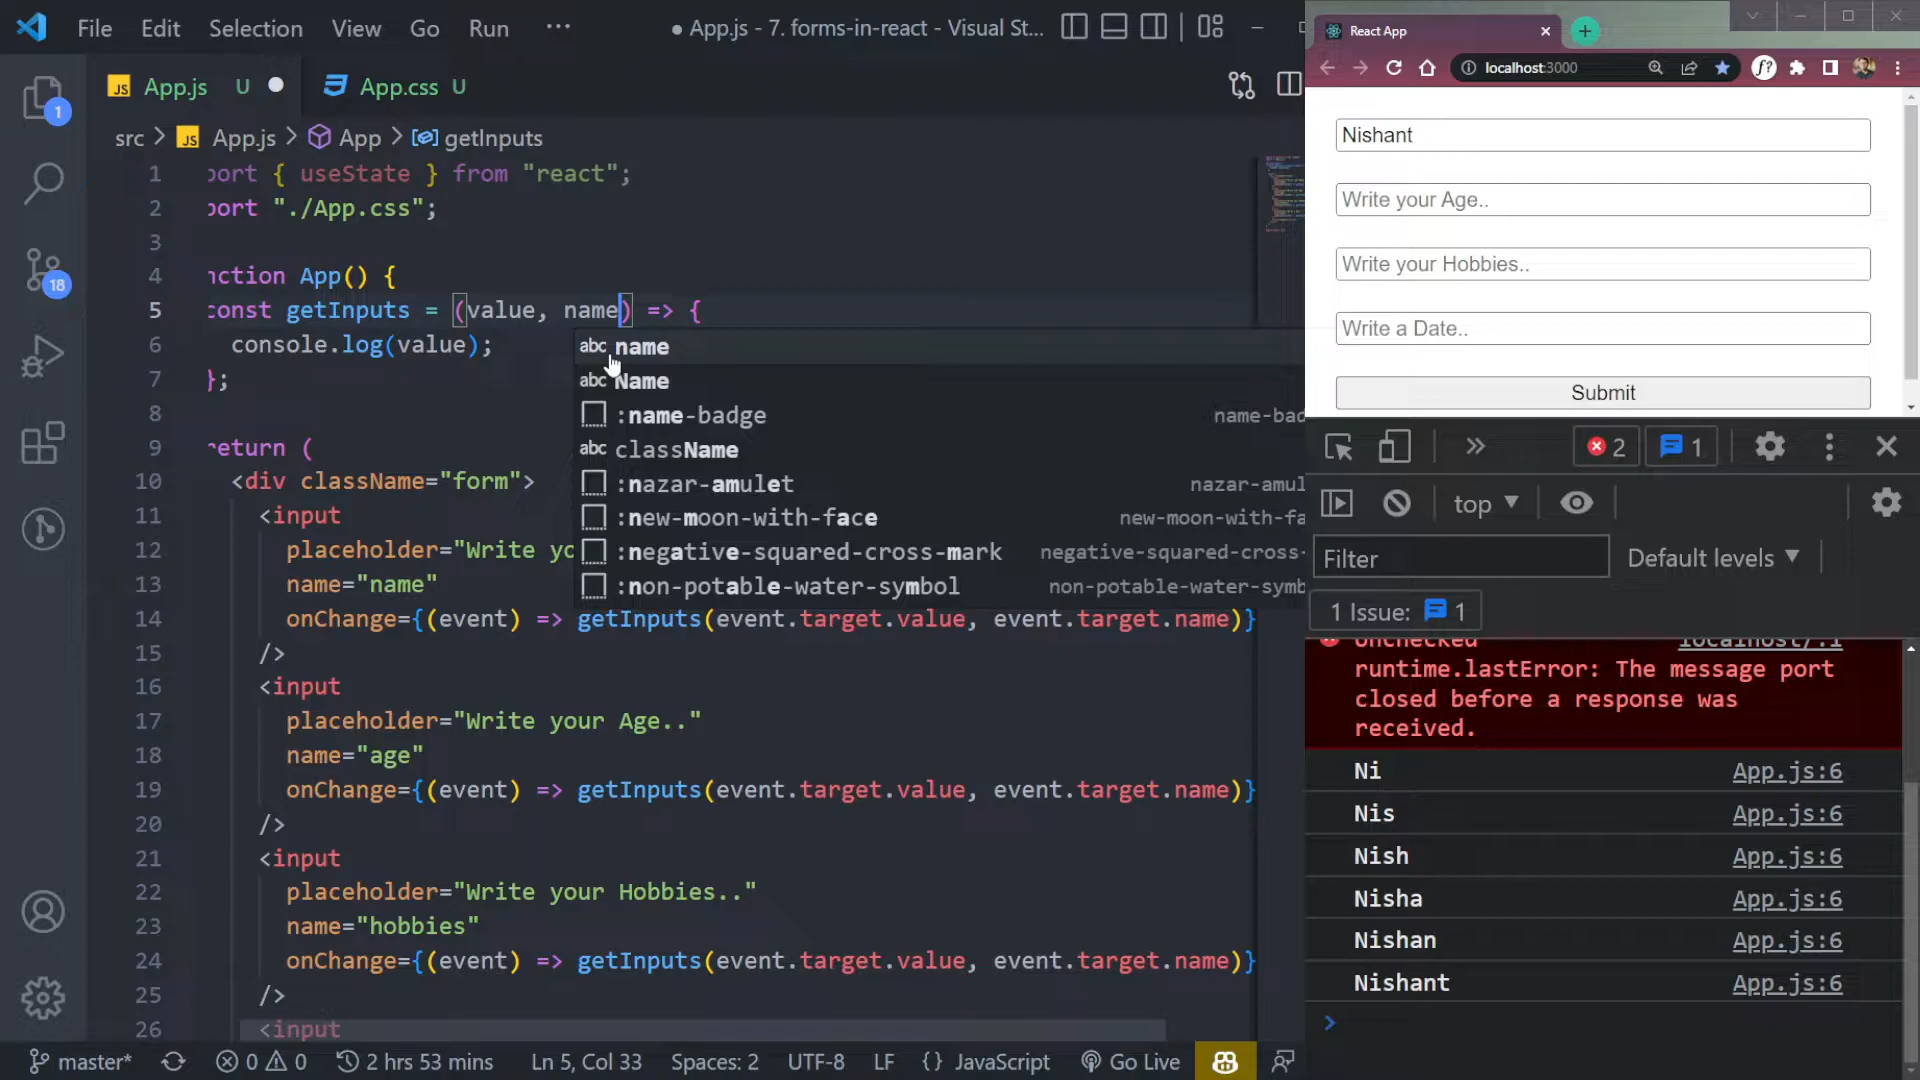 File Edit Selection View Go Run ··· ● App.js - 7. forms-in-react - Visual St...
App.js U ● App.css U
src > App.js > App > getInputs
1 port { useState } from "react";
2 port "./App.css";
3
4 nction App() {
5 const getInputs = (value, name) => {
6 console.log(value);
7 };
8
9 return (
10 <div className="form">
11 <input
12 placeholder="Write yo
13 name="name"
14 onChange={(event) => getInputs(event.target.value, event.target.name)}
15 />
16 <input
17 placeholder="Write your Age.."
18 name="age"
19 onChange={(event) => getInputs(event.target.value, event.target.name)}
20 />
21 <input
22 placeholder="Write your Hobbies.."
23 name="hobbies"
24 onChange={(event) => getInputs(event.target.value, event.target.name)}
25 />
26 <input
abc name
abc Name
:name-badge name-bad
abc className
:nazar-amulet nazar-amul
:new-moon-with-face new-moon-with-fa
:negative-squared-cross-mark negative-squared-cross-
:non-potable-water-symbol non-potable-water-symb
1
18
master* 0 0 2 hrs 53 mins Ln 5, Col 33 Spaces: 2 UTF-8 LF {} JavaScript Go Live
React App
localhost:3000
f?
Nishant
Write your Age..
Write your Hobbies..
Write a Date..
Submit
2 1
top
Filter Default levels
1 Issue: 1
Unchecked localhost/:1
runtime.lastError: The message port
closed before a response was
received.
Ni App.js:6
Nis App.js:6
Nish App.js:6
Nisha App.js:6
Nishan App.js:6
Nishant App.js:6